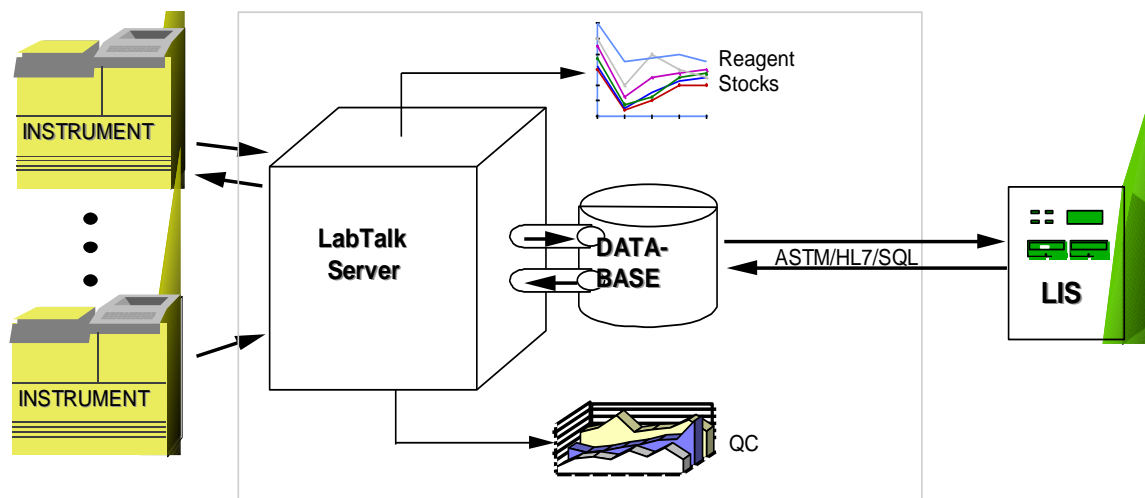 Reagent
Stocks
INSTRUMENT
LabTalk
Server
DATA-
BASE
ASTM/HL7/SQL
LIS
INSTRUMENT
QC